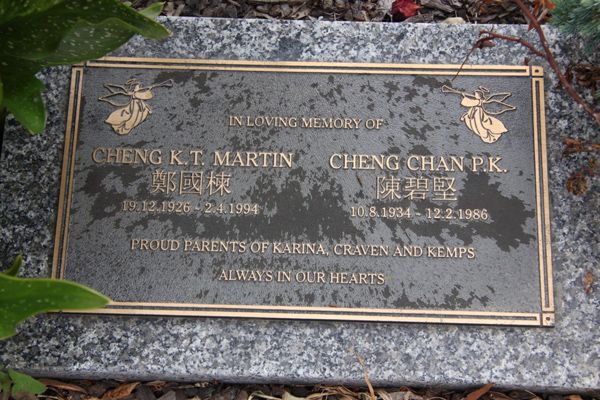 IN LOVING MEMORY OF
CHENG K.T. MARTIN CHENG CHAN P.K.
鄭國棟 陳碧堅
19.12.1926 - 2.4.1994 10.8.1934 - 12.2.1986
PROUD PARENTS OF KARINA, CRAVEN AND KEMPS
ALWAYS IN OUR HEARTS